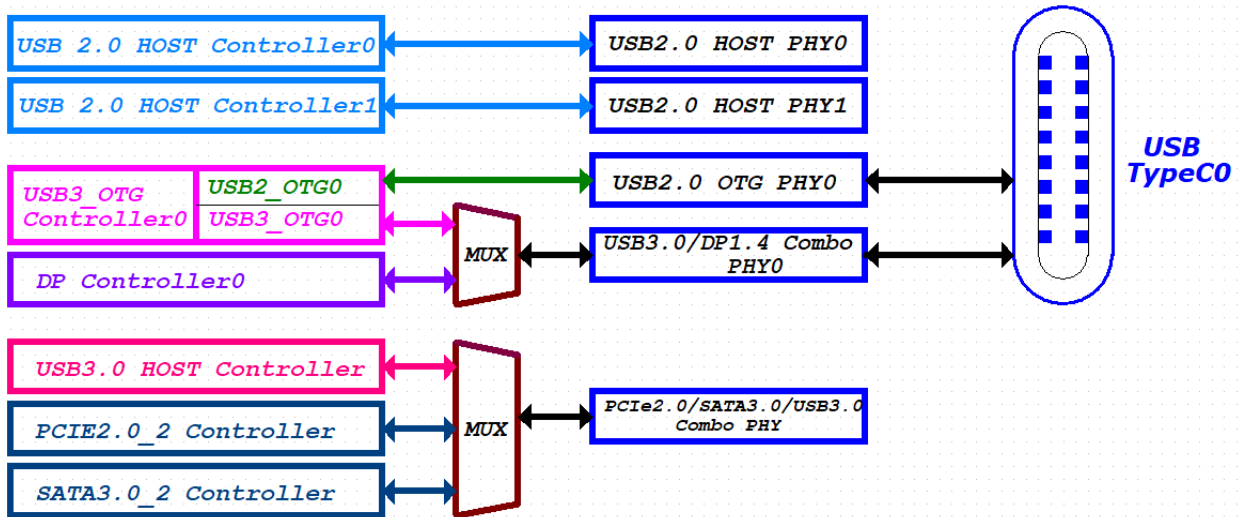 USB 2.0 HOST Controller0
USB2.0 HOST PHY0
USB 2.0 HOST Controller1
USB2.0 HOST PHY1
USB
TypeC0
USB3_OTG
Controller0
USB2_OTG0
USB3_OTG0
USB2.0 OTG PHY0
MUX
USB3.0/DP1.4 Combo
PHY0
DP Controller0
USB3.0 HOST Controller
PCIE2.0_2 Controller
SATA3.0_2 Controller
MUX
PCIe2.0/SATA3.0/USB3.0
Combo PHY